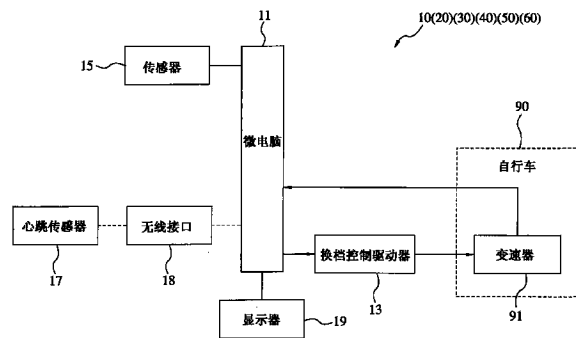 11
10(20)(30)(40)(50)(60)
15
传感器
90
微电脑
自行车
心跳传感器
无线接口
换档控制驱动器
变速器
17
18
13
91
显示器
19